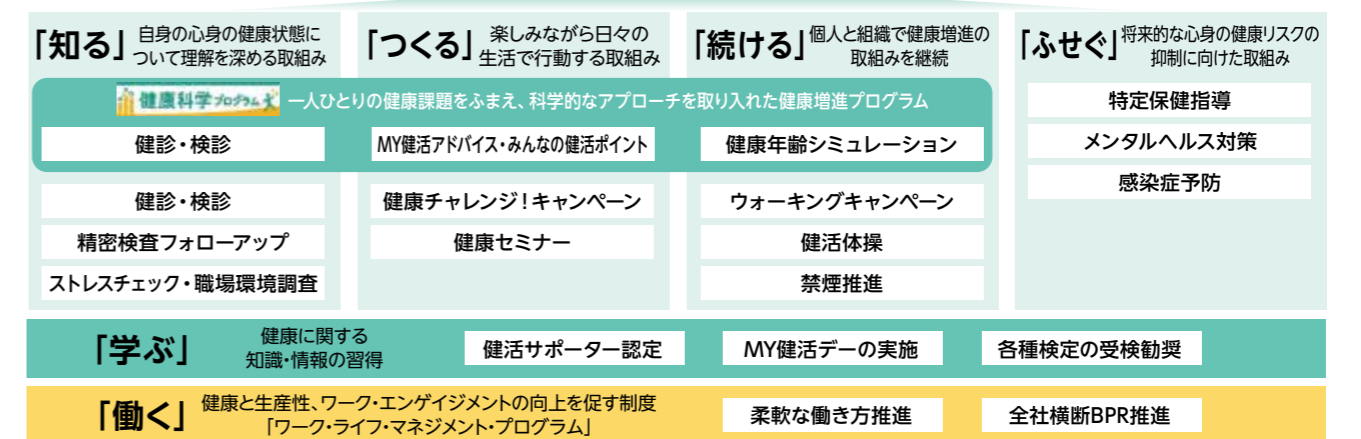 「知る」
自身の心身の健康状態に
ついて理解を深める取組み
「つくる」
楽しみながら日々の
生活で行動する取組み
「続ける」
個人と組織で健康増進の
取組みを継続
「ふせぐ」
将来的な心身の健康リスクの
抑制に向けた取組み
健康科学プログラム 一人ひとりの健康課題をふまえ、科学的なアプローチを取り入れた健康増進プログラム
健診・検診
MY健活アドバイス・みんなの健活ポイント
健康年齢シミュレーション
健診・検診
精密検査フォローアップ
ストレスチェック・職場環境調査
健康チャレンジ！キャンペーン
健康セミナー
ウォーキングキャンペーン
健活体操
禁煙推進
特定保健指導
メンタルヘルス対策
感染症予防
「学ぶ」
健康に関する
知識・情報の習得
健活サポーター認定
MY健活デーの実施
各種検定の受検勧奨
「働く」
健康と生産性、ワーク・エンゲイジメントの向上を促す制度
「ワーク・ライフ・マネジメント・プログラム」
柔軟な働き方推進
全社横断BPR推進